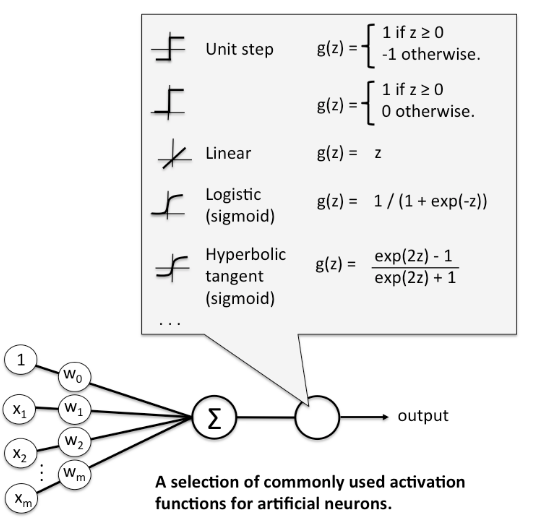 Unit step g(z) = { 1 if z ≥ 0
-1 otherwise.
g(z) = { 1 if z ≥ 0
0 otherwise.
Linear g(z) = z
Logistic
(sigmoid) g(z) = 1 / (1 + exp(-z))
Hyperbolic
tangent
(sigmoid) g(z) = exp(2z) - 1
exp(2z) + 1
...
1 w₀
x₁ w₁
x₂ w₂
⋮
xₘ wₘ
Σ
output
A selection of commonly used activation
functions for artificial neurons.